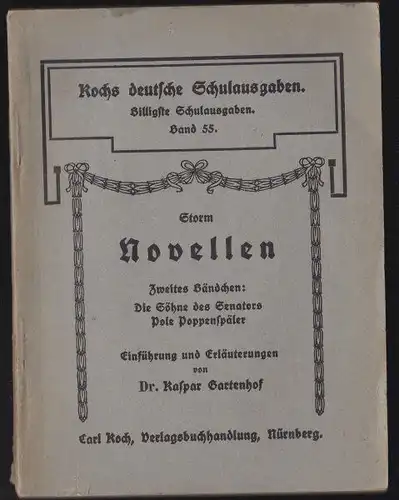 Kochs deutsche Schulausgaben.
Billigste Schulausgaben.
Band 55.
Storm
Novellen
Zweites Bändchen:
Die Söhne des Senators
Pole Poppenspäler
Einführung und Erläuterungen
von
Dr. Kaspar Gartenhof
Carl Koch, Verlagsbuchhandlung, Nürnberg.